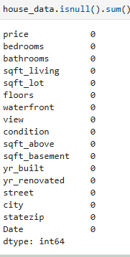 house_data.isnull().sum()
price 0
bedrooms 0
bathrooms 0
sqft_living 0
sqft_lot 0
floors 0
waterfront 0
view 0
condition 0
sqft_above 0
sqft_basement 0
yr_built 0
yr_renovated 0
street 0
city 0
statezip 0
Date 0
dtype: int64